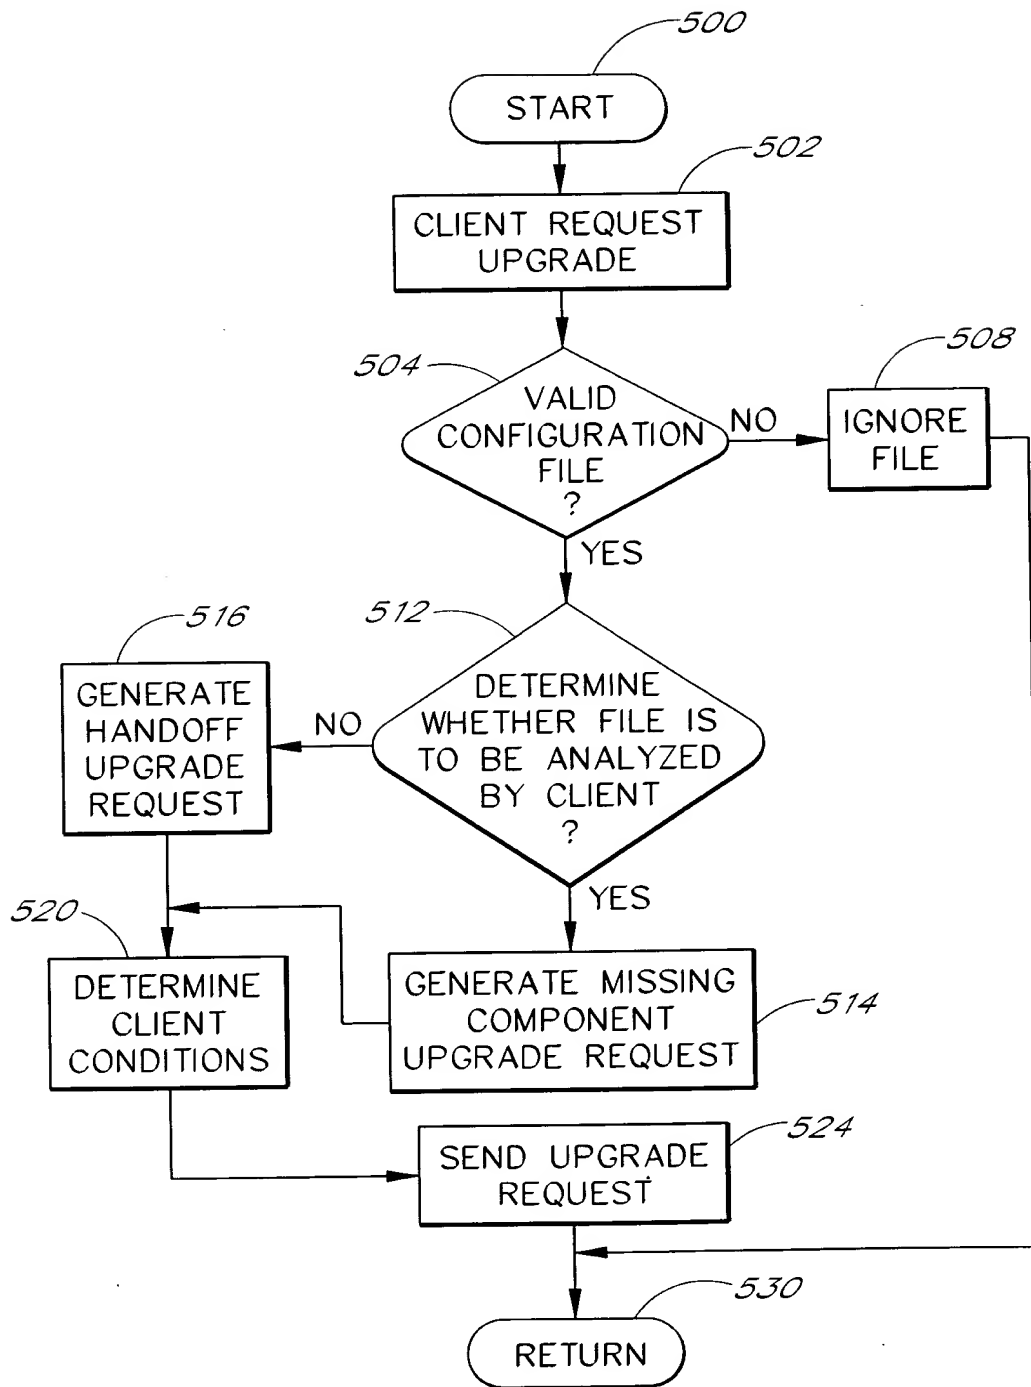 500
START
502
CLIENT REQUEST
UPGRADE
504
VALID
CONFIGURATION
FILE
?
NO
508
IGNORE
FILE
YES
512
DETERMINE
WHETHER FILE IS
TO BE ANALYZED
BY CLIENT
?
NO
516
GENERATE
HANDOFF
UPGRADE
REQUEST
YES
520
DETERMINE
CLIENT
CONDITIONS
GENERATE MISSING
COMPONENT
UPGRADE REQUEST
514
524
SEND UPGRADE
REQUEST
530
RETURN